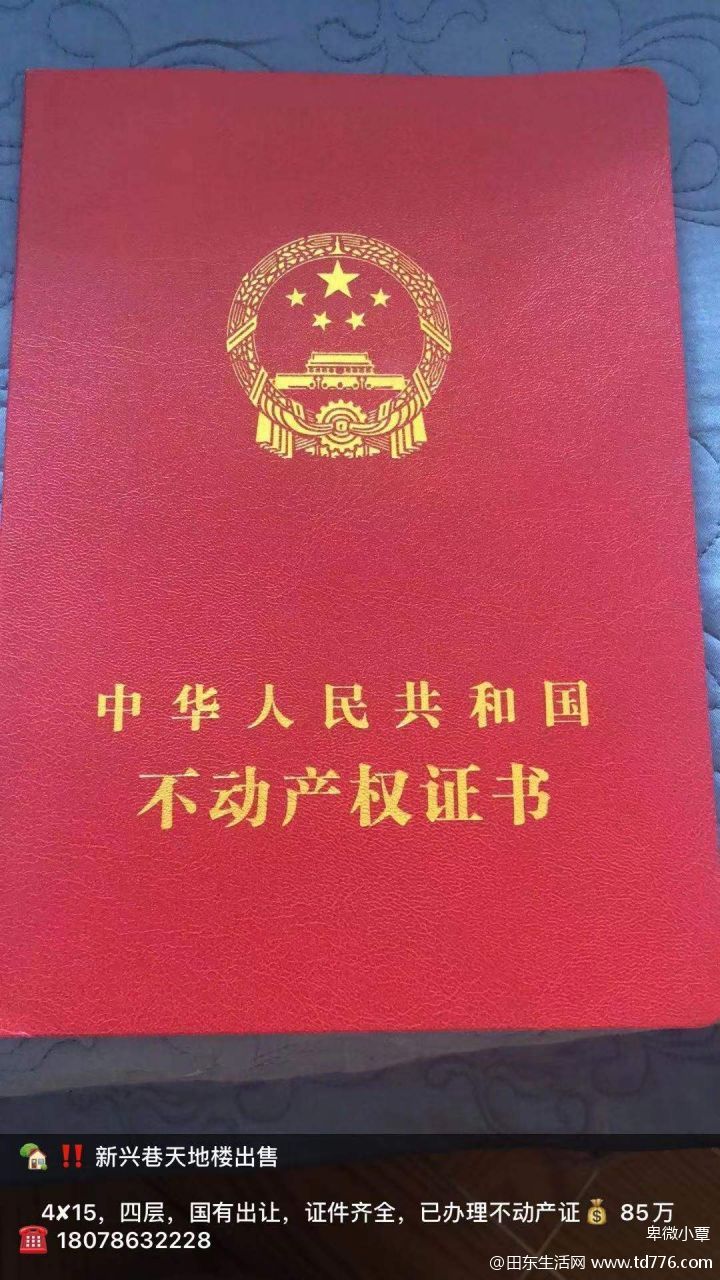 中华人民共和国
不动产权证书
🏡‼️新兴巷天地楼出售
4✘15，四层，国有出让，证件齐全，已办理不动产证💰 85万
☎️18078632228
卑微小覃
@田东生活网 www.td776.com